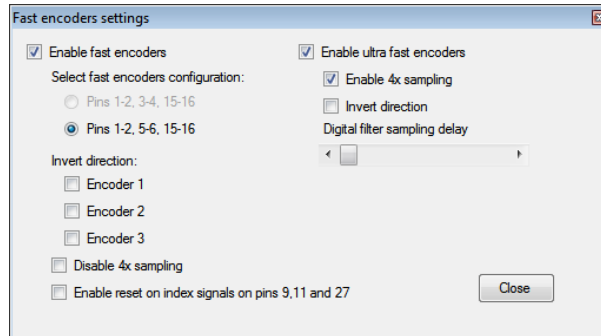 Fast encoders settings
Enable fast encoders
Select fast encoders configuration:
Pins 1-2, 3-4, 15-16
Pins 1-2, 5-6, 15-16
Invert direction:
Encoder 1
Encoder 2
Encoder 3
Disable 4x sampling
Enable reset on index signals on pins 9,11 and 27
Enable ultra fast encoders
Enable 4x sampling
Invert direction
Digital filter sampling delay
Close